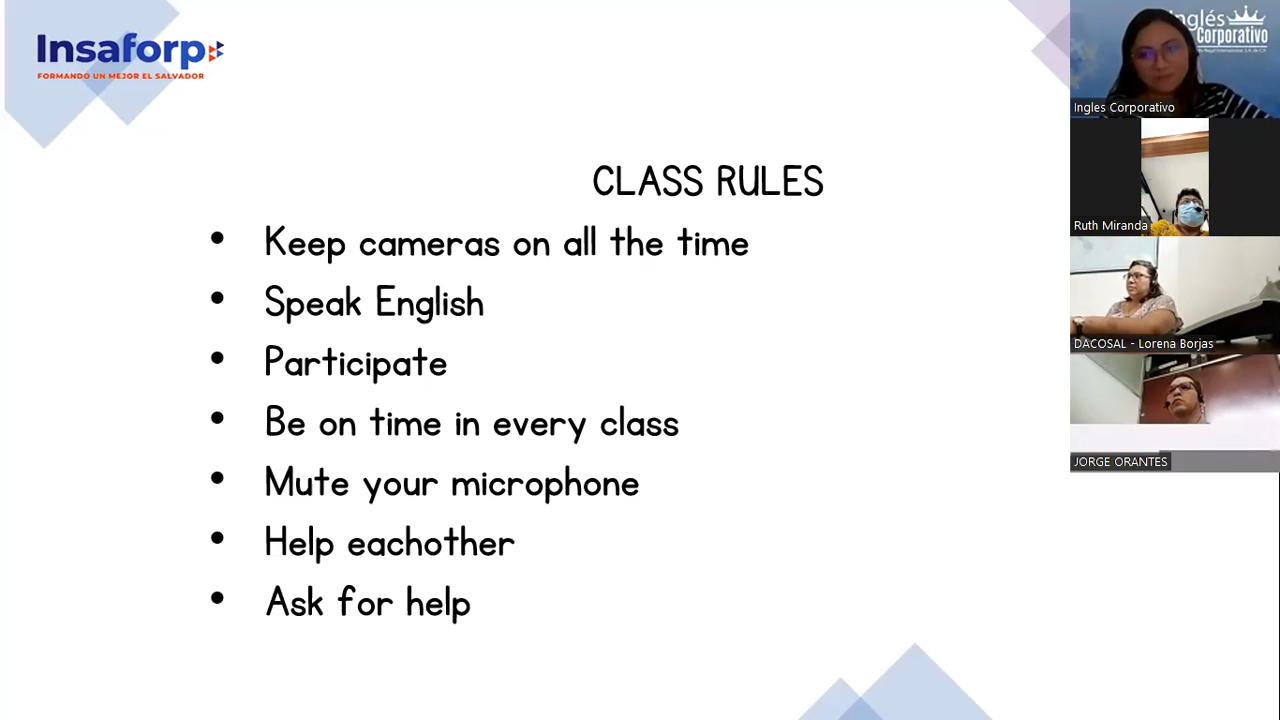 Insaforp
FORMANDO UN MEJOR EL SALVADOR
CLASS RULES
• Keep cameras on all the time
• Speak English
• Participate
• Be on time in every class
• Mute your microphone
• Help eachother
• Ask for help
Inglés
Corporativo
Ingles Corporativo
Ruth Miranda
DACOSAL - Lorena Borjas
JORGE ORANTES